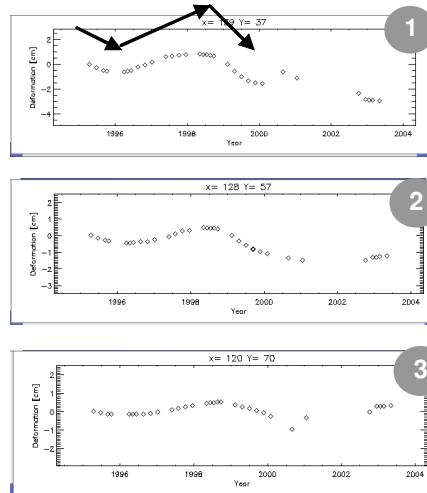 1
x= 139 Y= 37
Deformation [cm]
2
0
-2
-4
1996 1998 2000 2002 2004
Year
2
x= 128 Y= 57
Deformation [cm]
2
1
0
-1
-2
-3
1996 1998 2000 2002 2004
Year
3
x= 120 Y= 70
Deformation [cm]
2
1
0
-1
-2
1996 1998 2000 2002 2004
Year